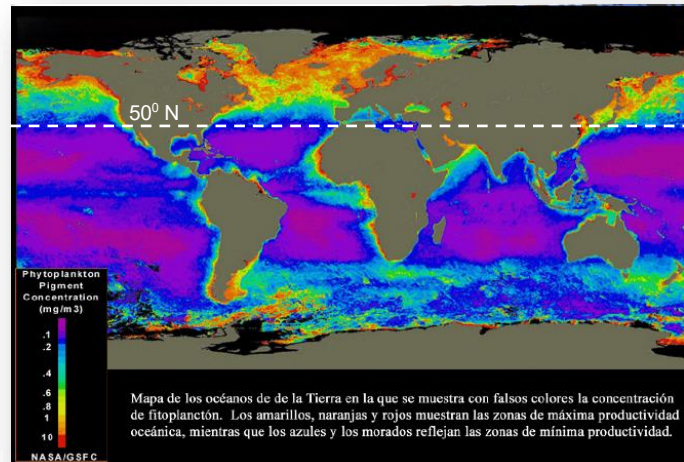 50⁰ N
Phytoplankton
Pigment
Concentration
(mg/m3)
.1
.2
.4
.6
.8
1
10
NASA/GSFC
Mapa de los océanos de de la Tierra en la que se muestra con falsos colores la concentración
de fitoplanctón. Los amarillos, naranjas y rojos muestran las zonas de máxima productividad
oceánica, mientras que los azules y los morados reflejan las zonas de mínima productividad.